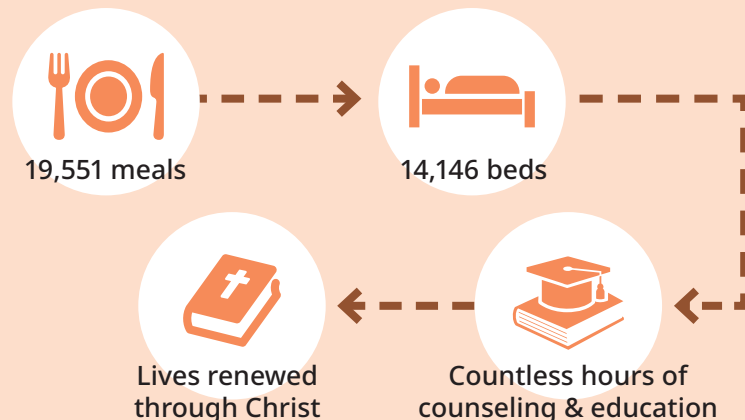 19,551 meals
14,146 beds
Countless hours of
counseling & education
Lives renewed
through Christ